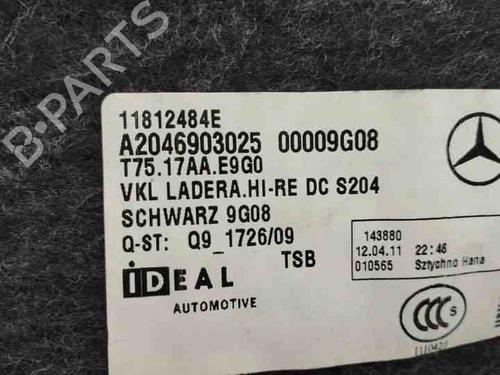 11812484E
A2046903025 00009G08
T75.17AA.E9G0
VKL LADERA.HI-RE DC S204
SCHWARZ 9G08
Q-ST: Q9_1726/09
TSB
iDEAL
AUTOMOTIVE
143880
12.04.11 22:46
010565 Sztychno Hana
CCC S
B-PARTS